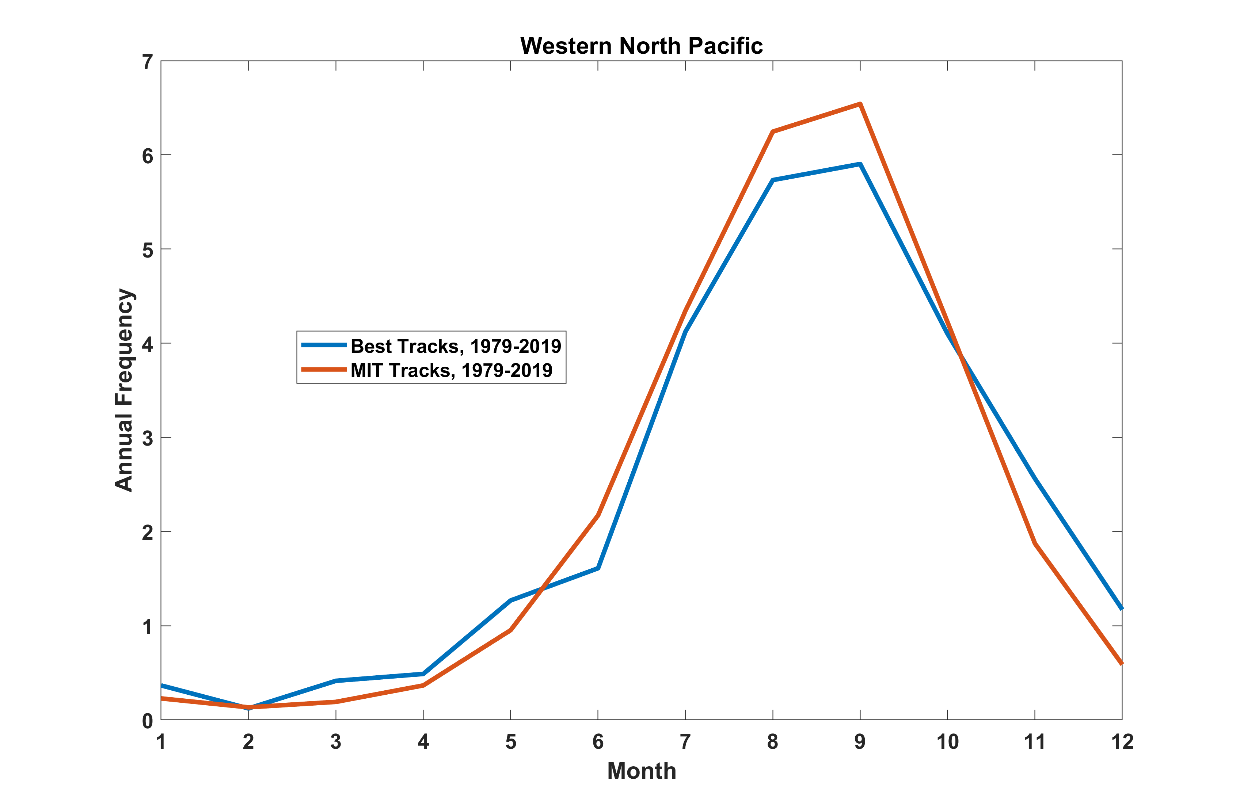 Western North Pacific
7
6
5
4
3
2
1
0
Annual Frequency
Best Tracks, 1979-2019
MIT Tracks, 1979-2019
1 2 3 4 5 6 7 8 9 10 11 12
Month